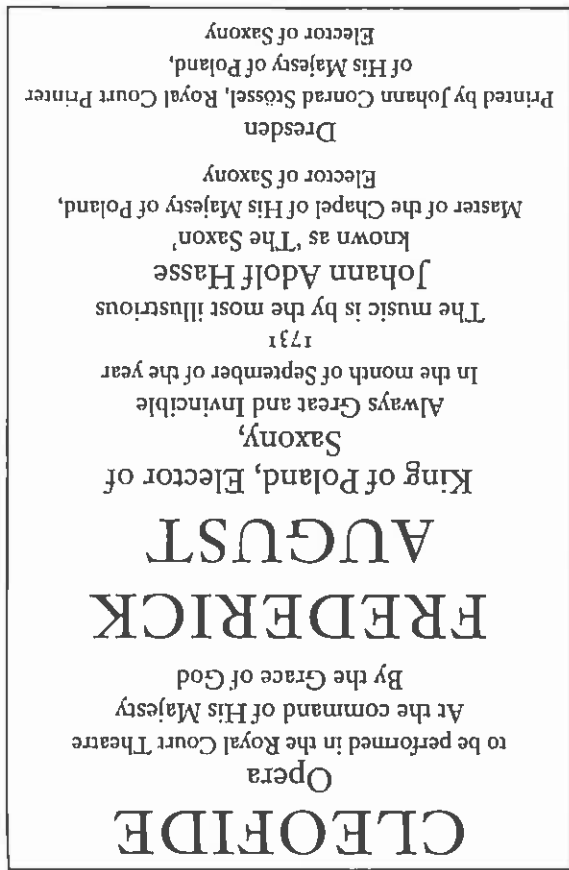 CLEOFIDE
Opera
to be performed in the Royal Court Theatre
At the command of His Majesty
By the Grace of God
FREDERICK
AUGUST
King of Poland, Elector of
Saxony,
Always Great and Invincible
In the month of September of the year
1731
The music is by the most illustrious
Johann Adolf Hasse
known as 'The Saxon'
Master of the Chapel of His Majesty of Poland,
Elector of Saxony
Dresden
Printed by Johann Conrad Stössel, Royal Court Printer
of His Majesty of Poland,
Elector of Saxony